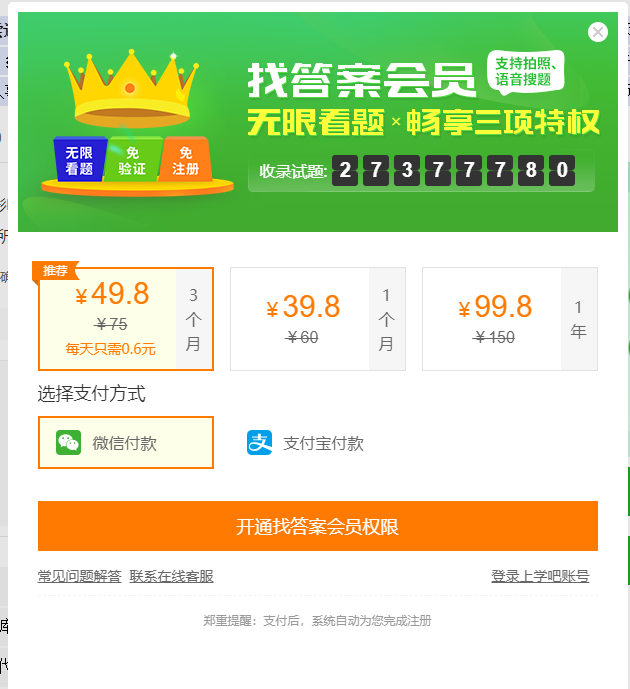 找答案会员
支持拍照、
语音搜题
无限看题×畅享三项特权
无限
看题
免
验证
免
注册
收录试题: 2 7 3 7 7 7 8 0
推荐
¥49.8
¥75
每天只需0.6元
3
个
月
¥39.8
¥60
1
个
月
¥99.8
¥150
1
年
选择支付方式
微信付款
支
支付宝付款
开通找答案会员权限
常见问题解答 联系在线客服
登录上学吧账号
郑重提醒：支付后，系统自动为您完成注册
库
代